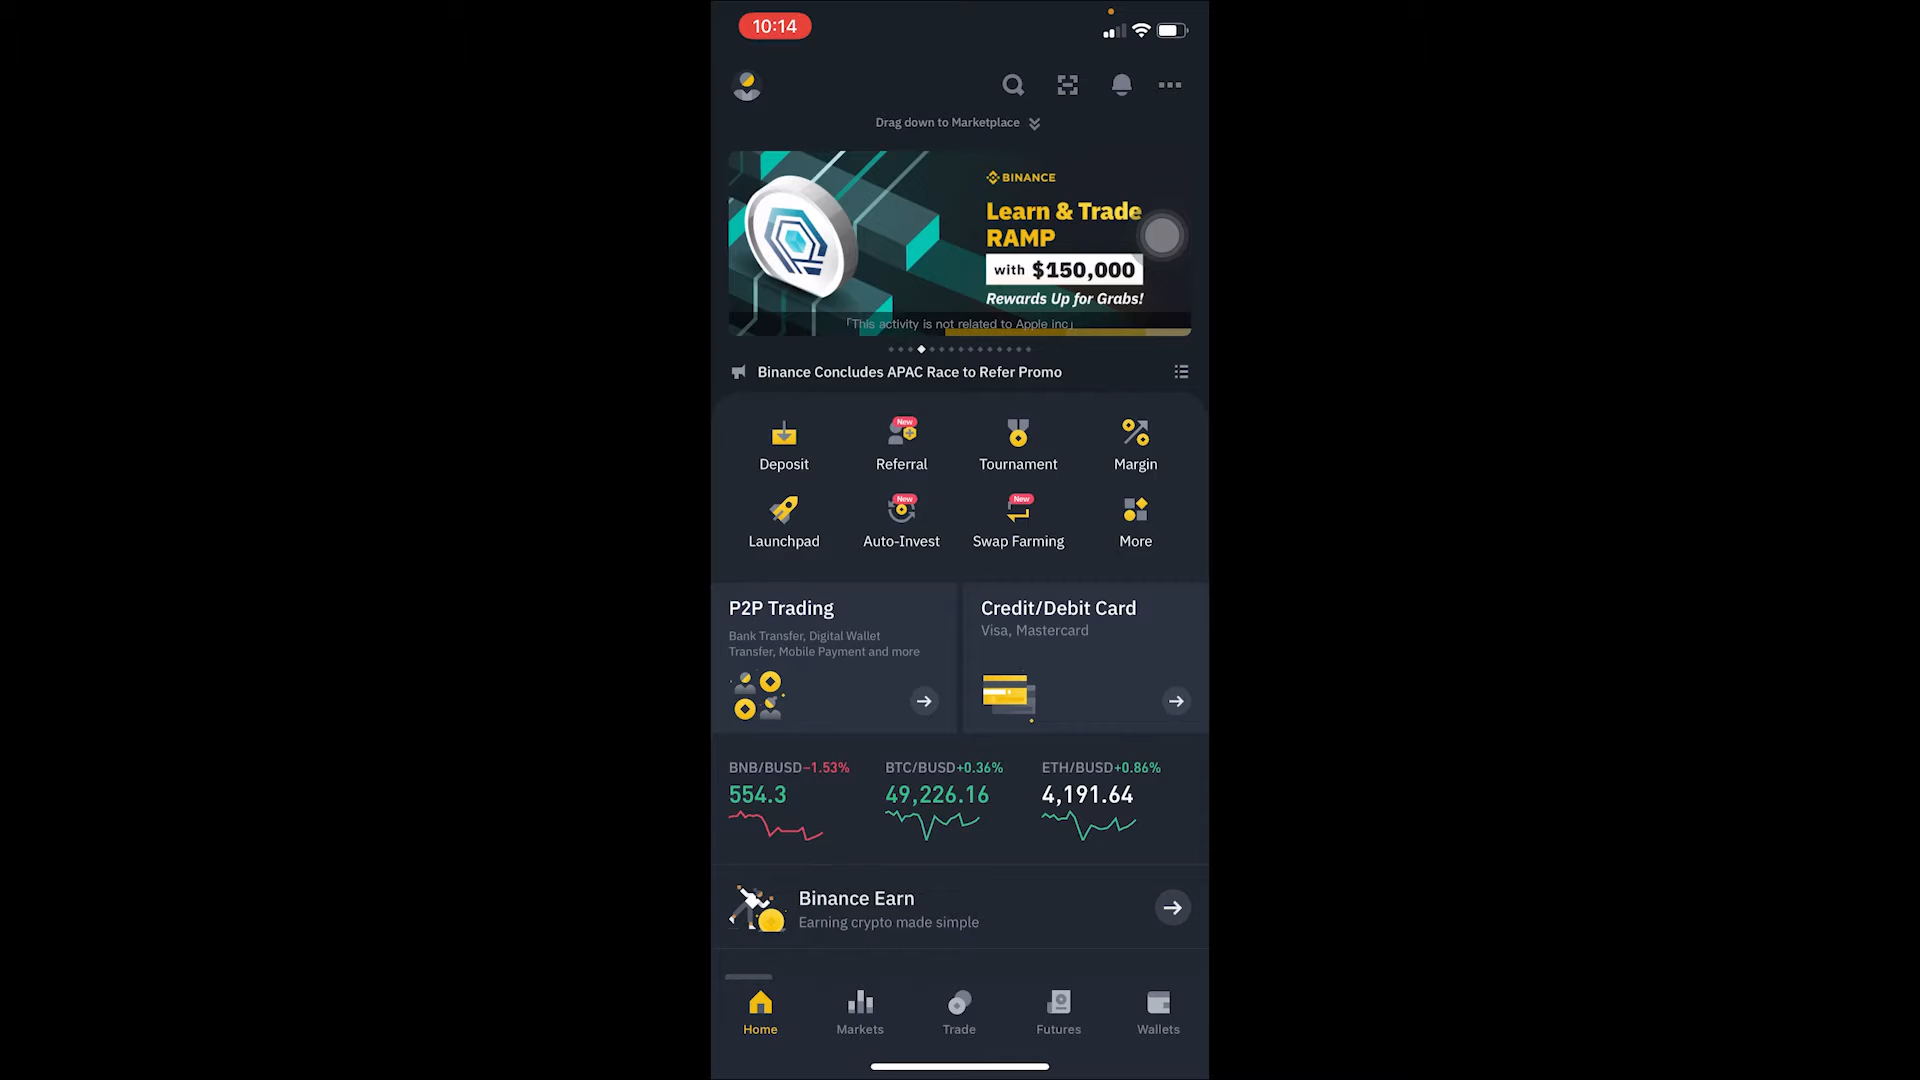 10:14
Drag down to Marketplace
BINANCE
Learn & Trade
RAMP
with $150,000
Rewards Up for Grabs!
「This activity is not related to Apple inc」
Binance Concludes APAC Race to Refer Promo
New
Deposit Referral Tournament Margin
New New
Launchpad Auto-Invest Swap Farming More
P2P Trading
Bank Transfer, Digital Wallet
Transfer, Mobile Payment and more
Credit/Debit Card
Visa, Mastercard
BNB/BUSD-1.53% BTC/BUSD+0.36% ETH/BUSD+0.86%
554.3 49,226.16 4,191.64
Binance Earn
Earning crypto made simple
Home Markets Trade Futures Wallets